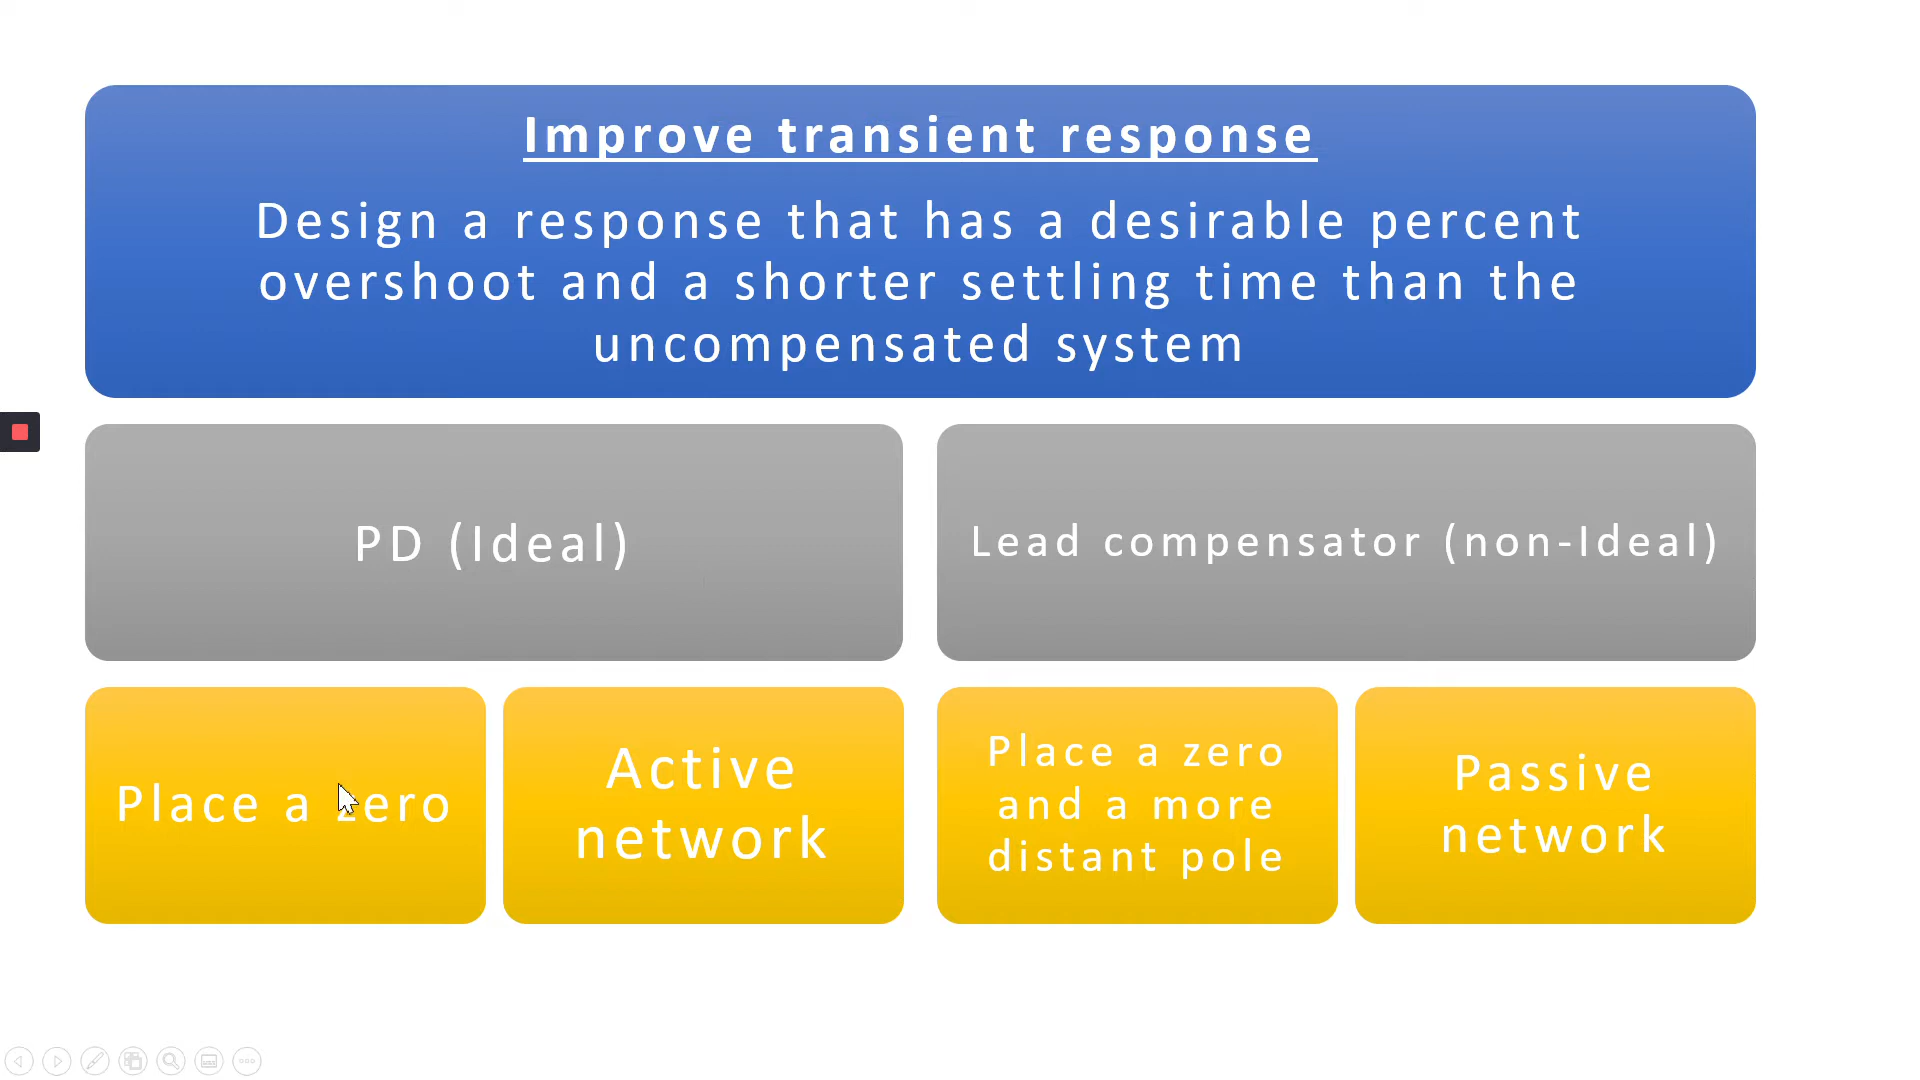 Improve transient response
Design a response that has a desirable percent
overshoot and a shorter settling time than the
uncompensated system
PD (Ideal)
Lead compensator (non-Ideal)
Place a zero
Active
network
Place a zero
and a more
distant pole
Passive
network